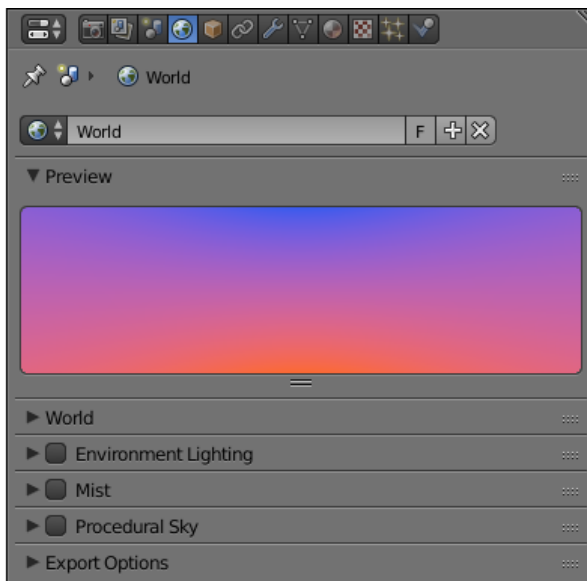 World
World F
Preview
World
Environment Lighting
Mist
Procedural Sky
Export Options